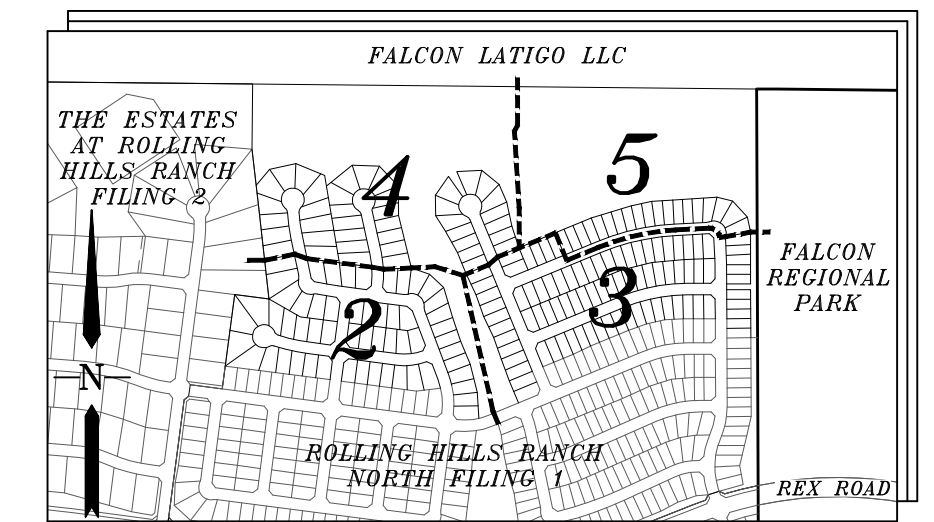 FALCON LATIGO LLC
THE ESTATES
AT ROLLING
HILLS RANCH
FILING 2
4
5
FALCON
REGIONAL
PARK
3
2
N
ROLLING HILLS RANCH
NORTH FILING 1
REX ROAD